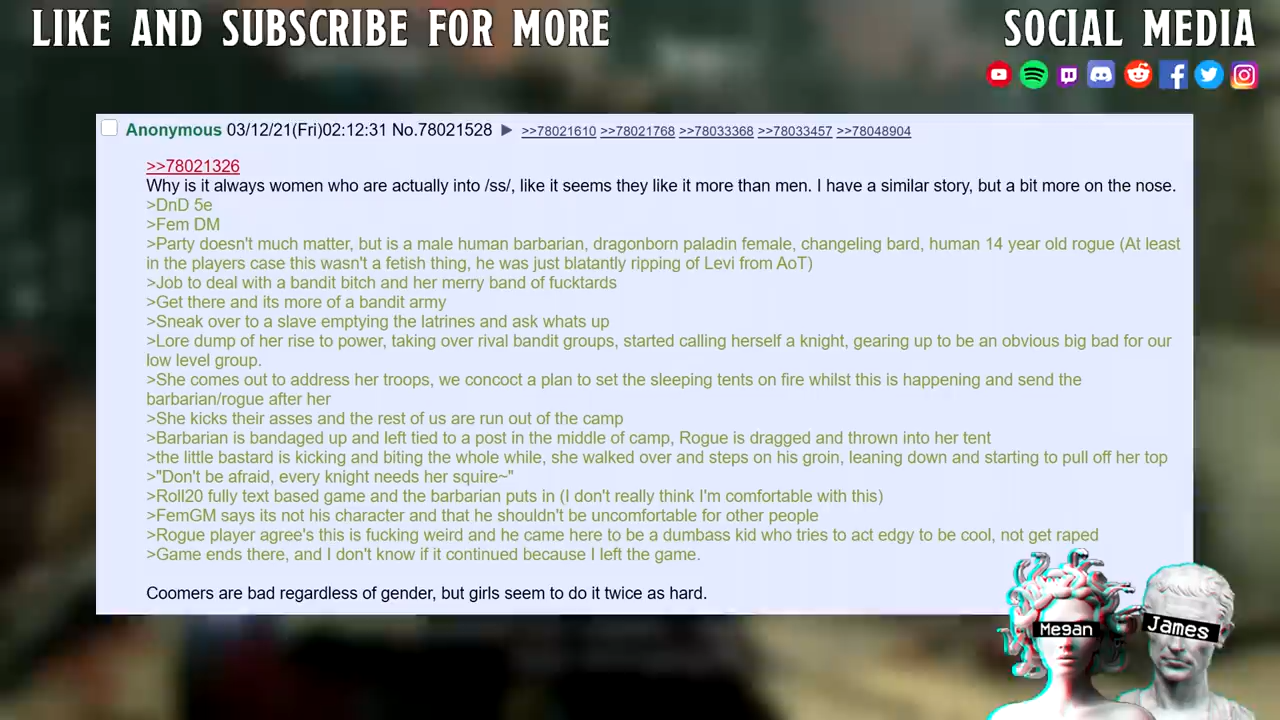 LIKE AND SUBSCRIBE FOR MORE
SOCIAL MEDIA
Anonymous 03/12/21(Fri)02:12:31 No.78021528 ▶ >>78021610 >>78021768 >>78033368 >>78033457 >>78048904
>>78021326
Why is it always women who are actually into /ss/, like it seems they like it more than men. I have a similar story, but a bit more on the nose.
>DnD 5e
>Fem DM
>Party doesn't much matter, but is a male human barbarian, dragonborn paladin female, changeling bard, human 14 year old rogue (At least
in the players case this wasn't a fetish thing, he was just blatantly ripping of Levi from AoT)
>Job to deal with a bandit bitch and her merry band of fucktards
>Get there and its more of a bandit army
>Sneak over to a slave emptying the latrines and ask whats up
>Lore dump of her rise to power, taking over rival bandit groups, started calling herself a knight, gearing up to be an obvious big bad for our
low level group.
>She comes out to address her troops, we concoct a plan to set the sleeping tents on fire whilst this is happening and send the
barbarian/rogue after her
>She kicks their asses and the rest of us are run out of the camp
>Barbarian is bandaged up and left tied to a post in the middle of camp, Rogue is dragged and thrown into her tent
>the little bastard is kicking and biting the whole while, she walked over and steps on his groin, leaning down and starting to pull off her top
>"Don't be afraid, every knight needs her squire~"
>Roll20 fully text based game and the barbarian puts in (I don't really think I'm comfortable with this)
>FemGM says its not his character and that he shouldn't be uncomfortable for other people
>Rogue player agree's this is fucking weird and he came here to be a dumbass kid who tries to act edgy to be cool, not get raped
>Game ends there, and I don't know if it continued because I left the game.
Coomers are bad regardless of gender, but girls seem to do it twice as hard.
Megan
James